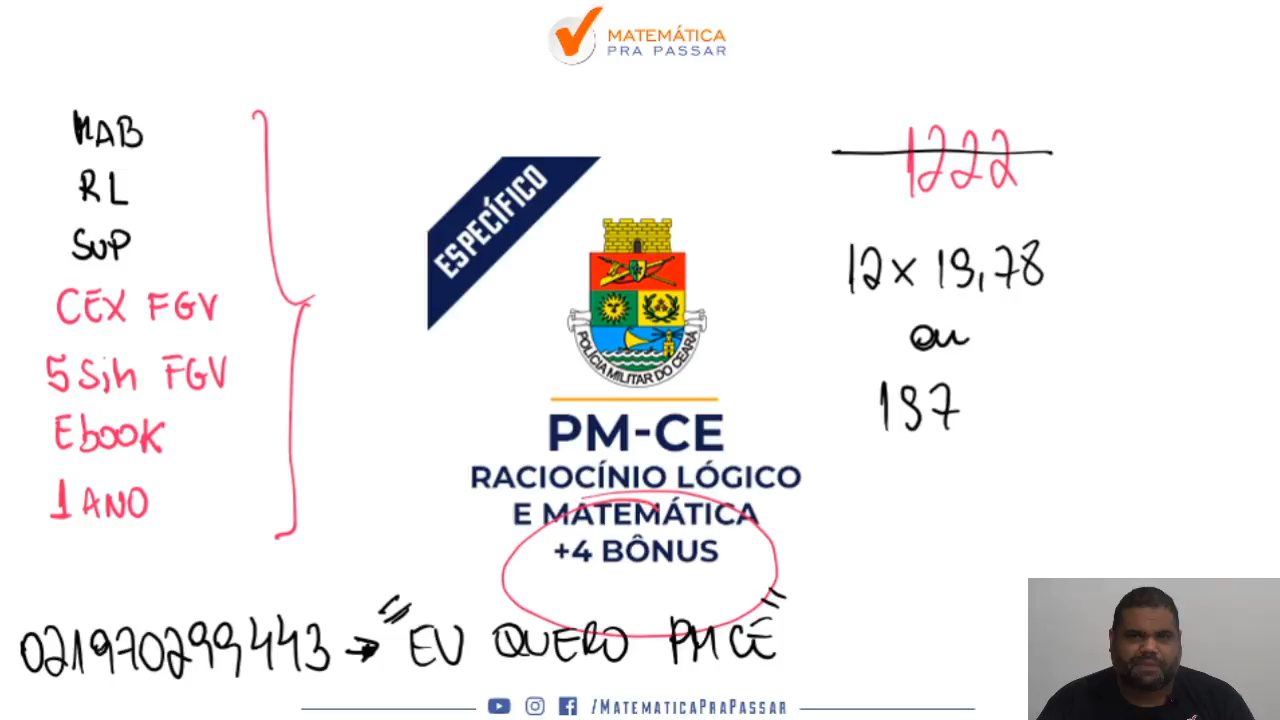 MATEMÁTICA
PRA PASSAR
MAB
RL
SUP
CEX FGV
5 Sim FGV
Ebook
1 ANO
ESPECÍFICO
POLÍCIA MILITAR DO CEARÁ
PM-CE
RACIOCÍNIO LÓGICO
E MATEMÁTICA
+4 BÔNUS
1222
12 x 19,78
ou
197
021970299443 → "EU QUERO PMCE"
/MATEMATICAPRAPASSAR